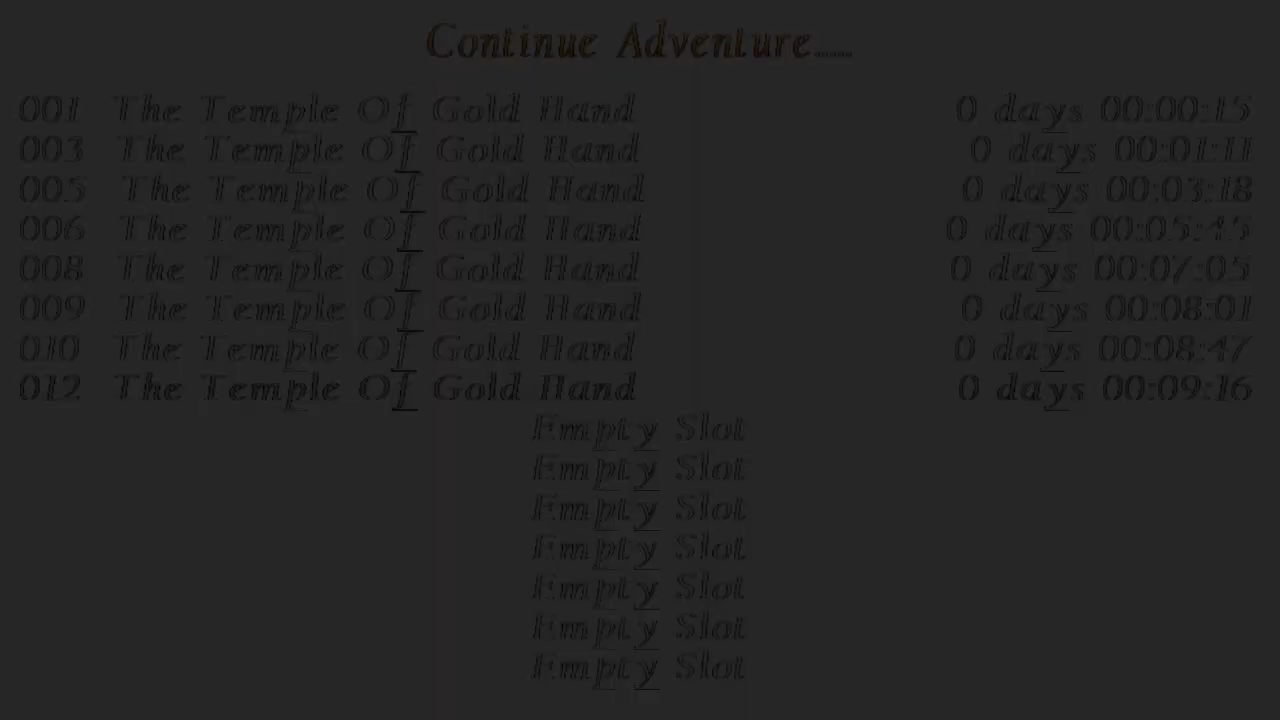 Continue Adventure........
001 The Temple Of Gold Hand 0 days 00:00:15
003 The Temple Of Gold Hand 0 days 00:01:11
005 The Temple Of Gold Hand 0 days 00:03:18
006 The Temple Of Gold Hand 0 days 00:05:45
008 The Temple Of Gold Hand 0 days 00:07:05
009 The Temple Of Gold Hand 0 days 00:08:01
010 The Temple Of Gold Hand 0 days 00:08:47
012 The Temple Of Gold Hand 0 days 00:09:16
Empty Slot
Empty Slot
Empty Slot
Empty Slot
Empty Slot
Empty Slot
Empty Slot